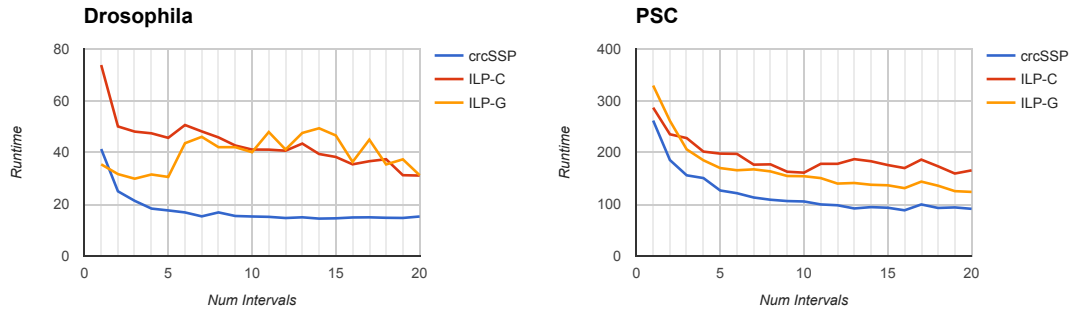 Drosophila
80
60
40
20
0
0 5 10 15 20
Runtime
Num Intervals
crcSSP
ILP-C
ILP-G
PSC
400
300
200
100
0
0 5 10 15 20
Runtime
Num Intervals
crcSSP
ILP-C
ILP-G